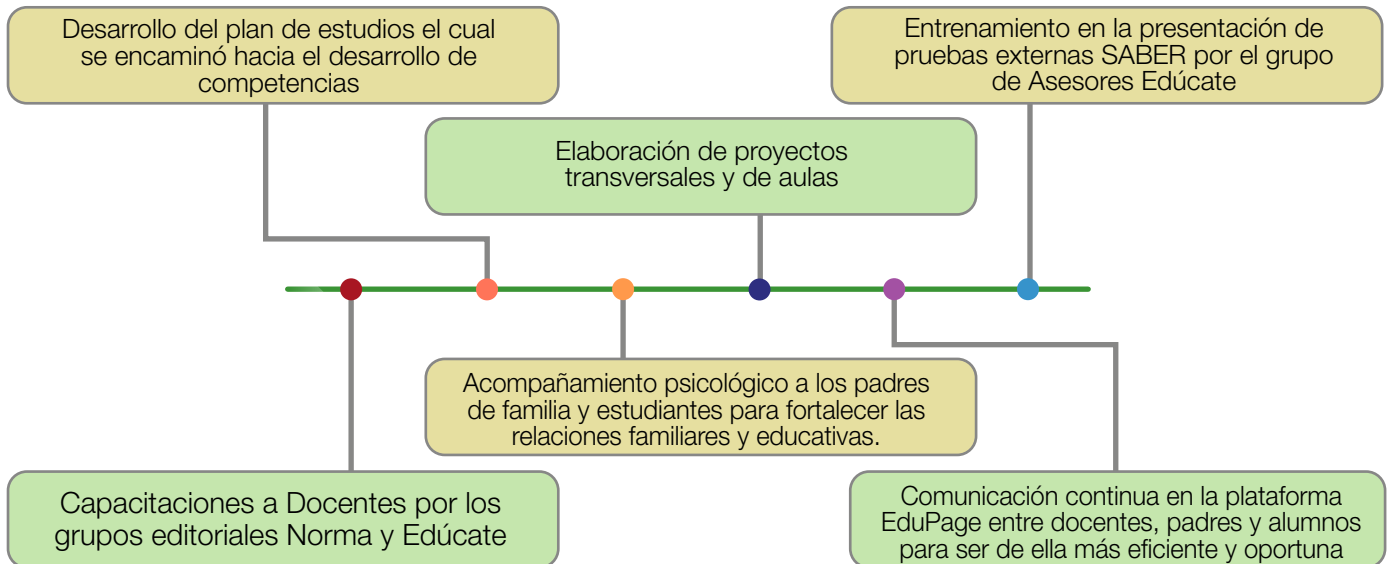 Desarrollo del plan de estudios el cual
se encaminó hacia el desarrollo de
competencias
Entrenamiento en la presentación de
pruebas externas SABER por el grupo
de Asesores Edúcate
Elaboración de proyectos
transversales y de aulas
Acompañamiento psicológico a los padres
de familia y estudiantes para fortalecer las
relaciones familiares y educativas.
Capacitaciones a Docentes por los
grupos editoriales Norma y Edúcate
Comunicación continua en la plataforma
EduPage entre docentes, padres y alumnos
para ser de ella más eficiente y oportuna